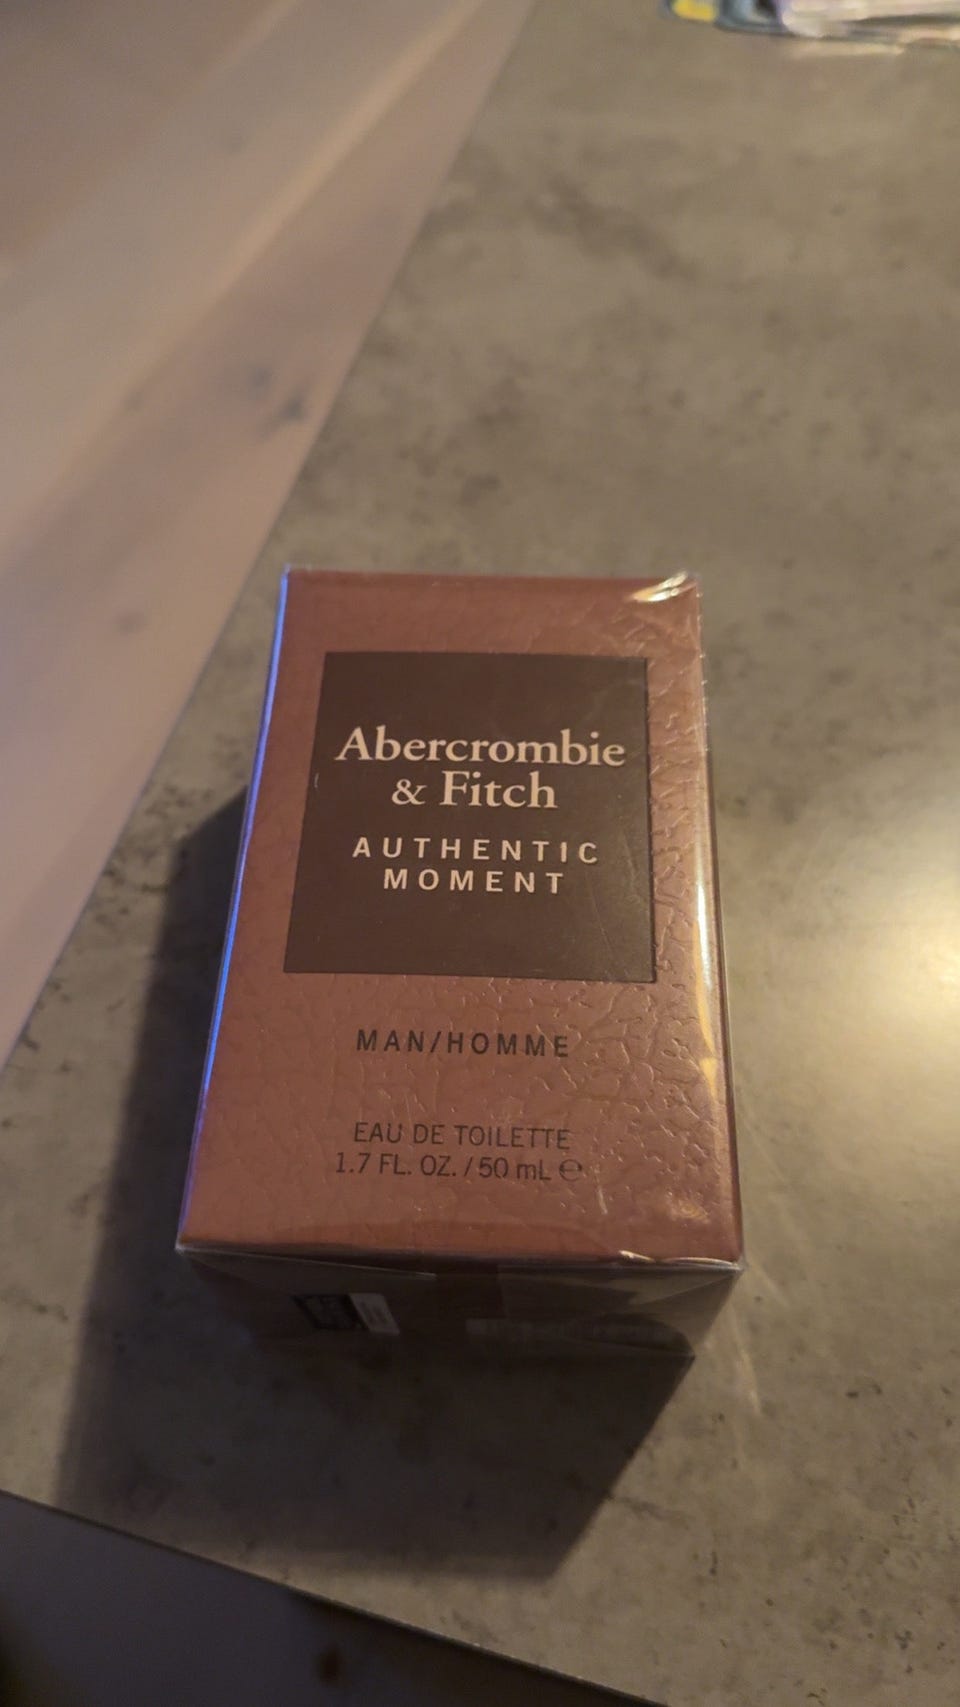 Abercrombie
& Fitch
AUTHENTIC
MOMENT
MAN/HOMME
EAU DE TOILETTE
1.7 FL. OZ. / 50 mL ℮